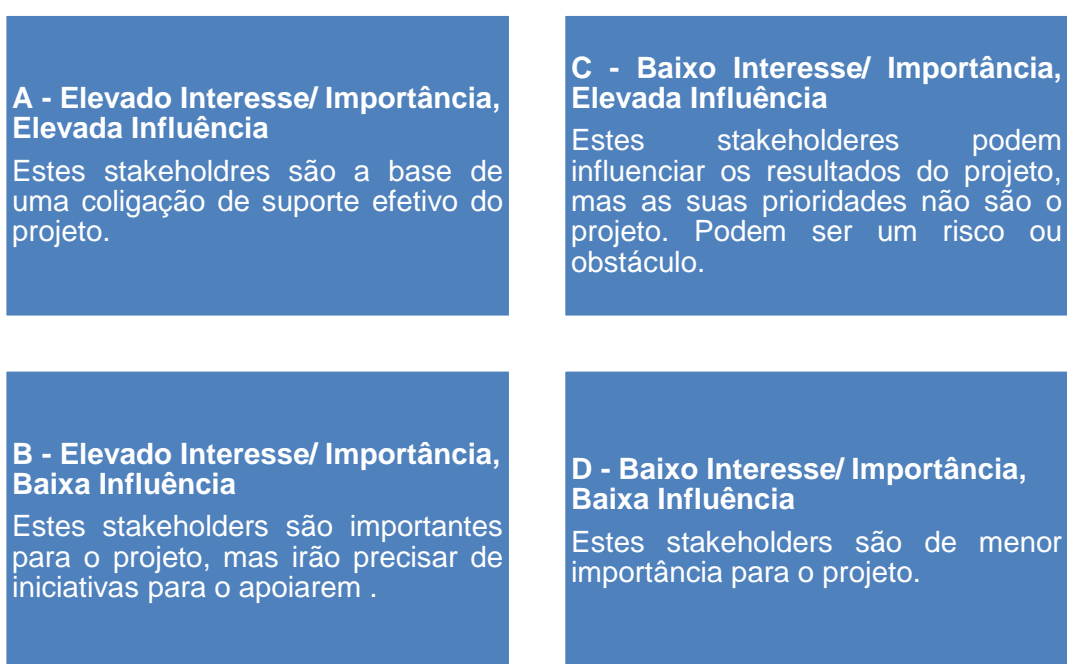 A - Elevado Interesse/ Importância,
Elevada Influência
Estes stakeholdres são a base de
uma coligação de suporte efetivo do
projeto.
C - Baixo Interesse/ Importância,
Elevada Influência
Estes stakeholderes podem
influenciar os resultados do projeto,
mas as suas prioridades não são o
projeto. Podem ser um risco ou
obstáculo.
B - Elevado Interesse/ Importância,
Baixa Influência
Estes stakeholders são importantes
para o projeto, mas irão precisar de
iniciativas para o apoiarem .
D - Baixo Interesse/ Importância,
Baixa Influência
Estes stakeholders são de menor
importância para o projeto.